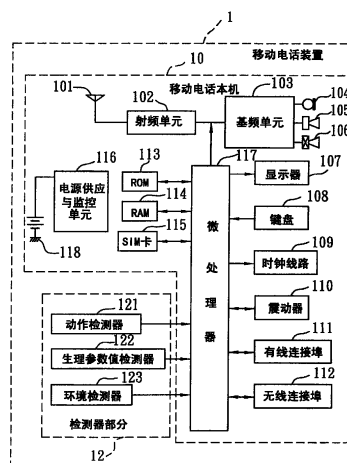 1
移动电话装置
10
移动电话本机
101
102
射频单元
103
基频单元
104
105
106
116
电源供应
与监控
单元
118
113
ROM
114
RAM
115
SIM卡
117
微处理器
显示器
107
108
键盘
109
时钟线路
110
震动器
111
有线连接埠
112
无线连接埠
121
动作检测器
122
生理参数值检测器
123
环境检测器
检测器部分
12